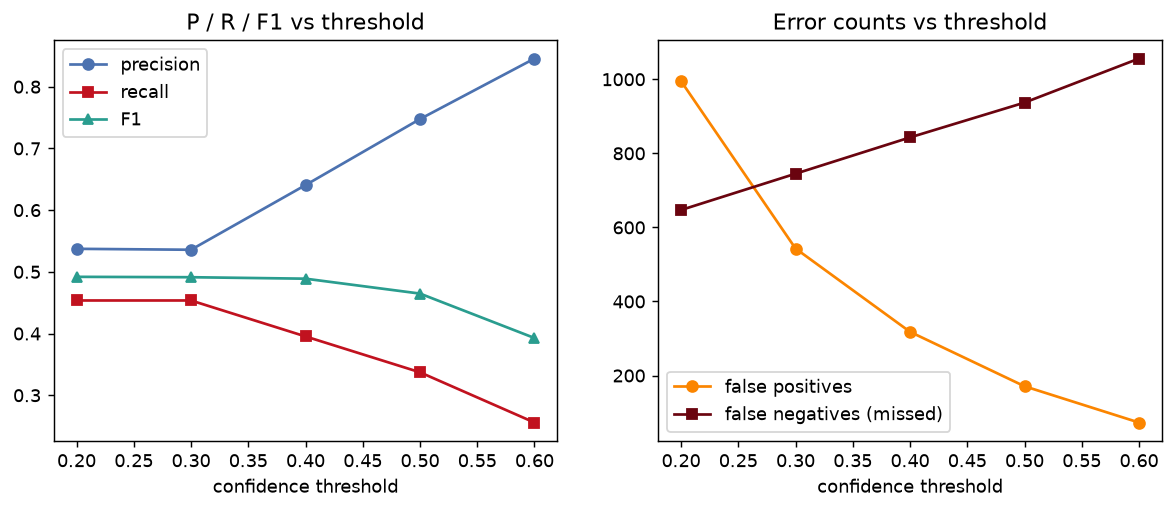 P / R / F1 vs threshold
precision
recall
F1
0.8
0.7
0.6
0.5
0.4
0.3
0.20 0.25 0.30 0.35 0.40 0.45 0.50 0.55 0.60
confidence threshold
Error counts vs threshold
1000
800
600
400
200
false positives
false negatives (missed)
0.20 0.25 0.30 0.35 0.40 0.45 0.50 0.55 0.60
confidence threshold